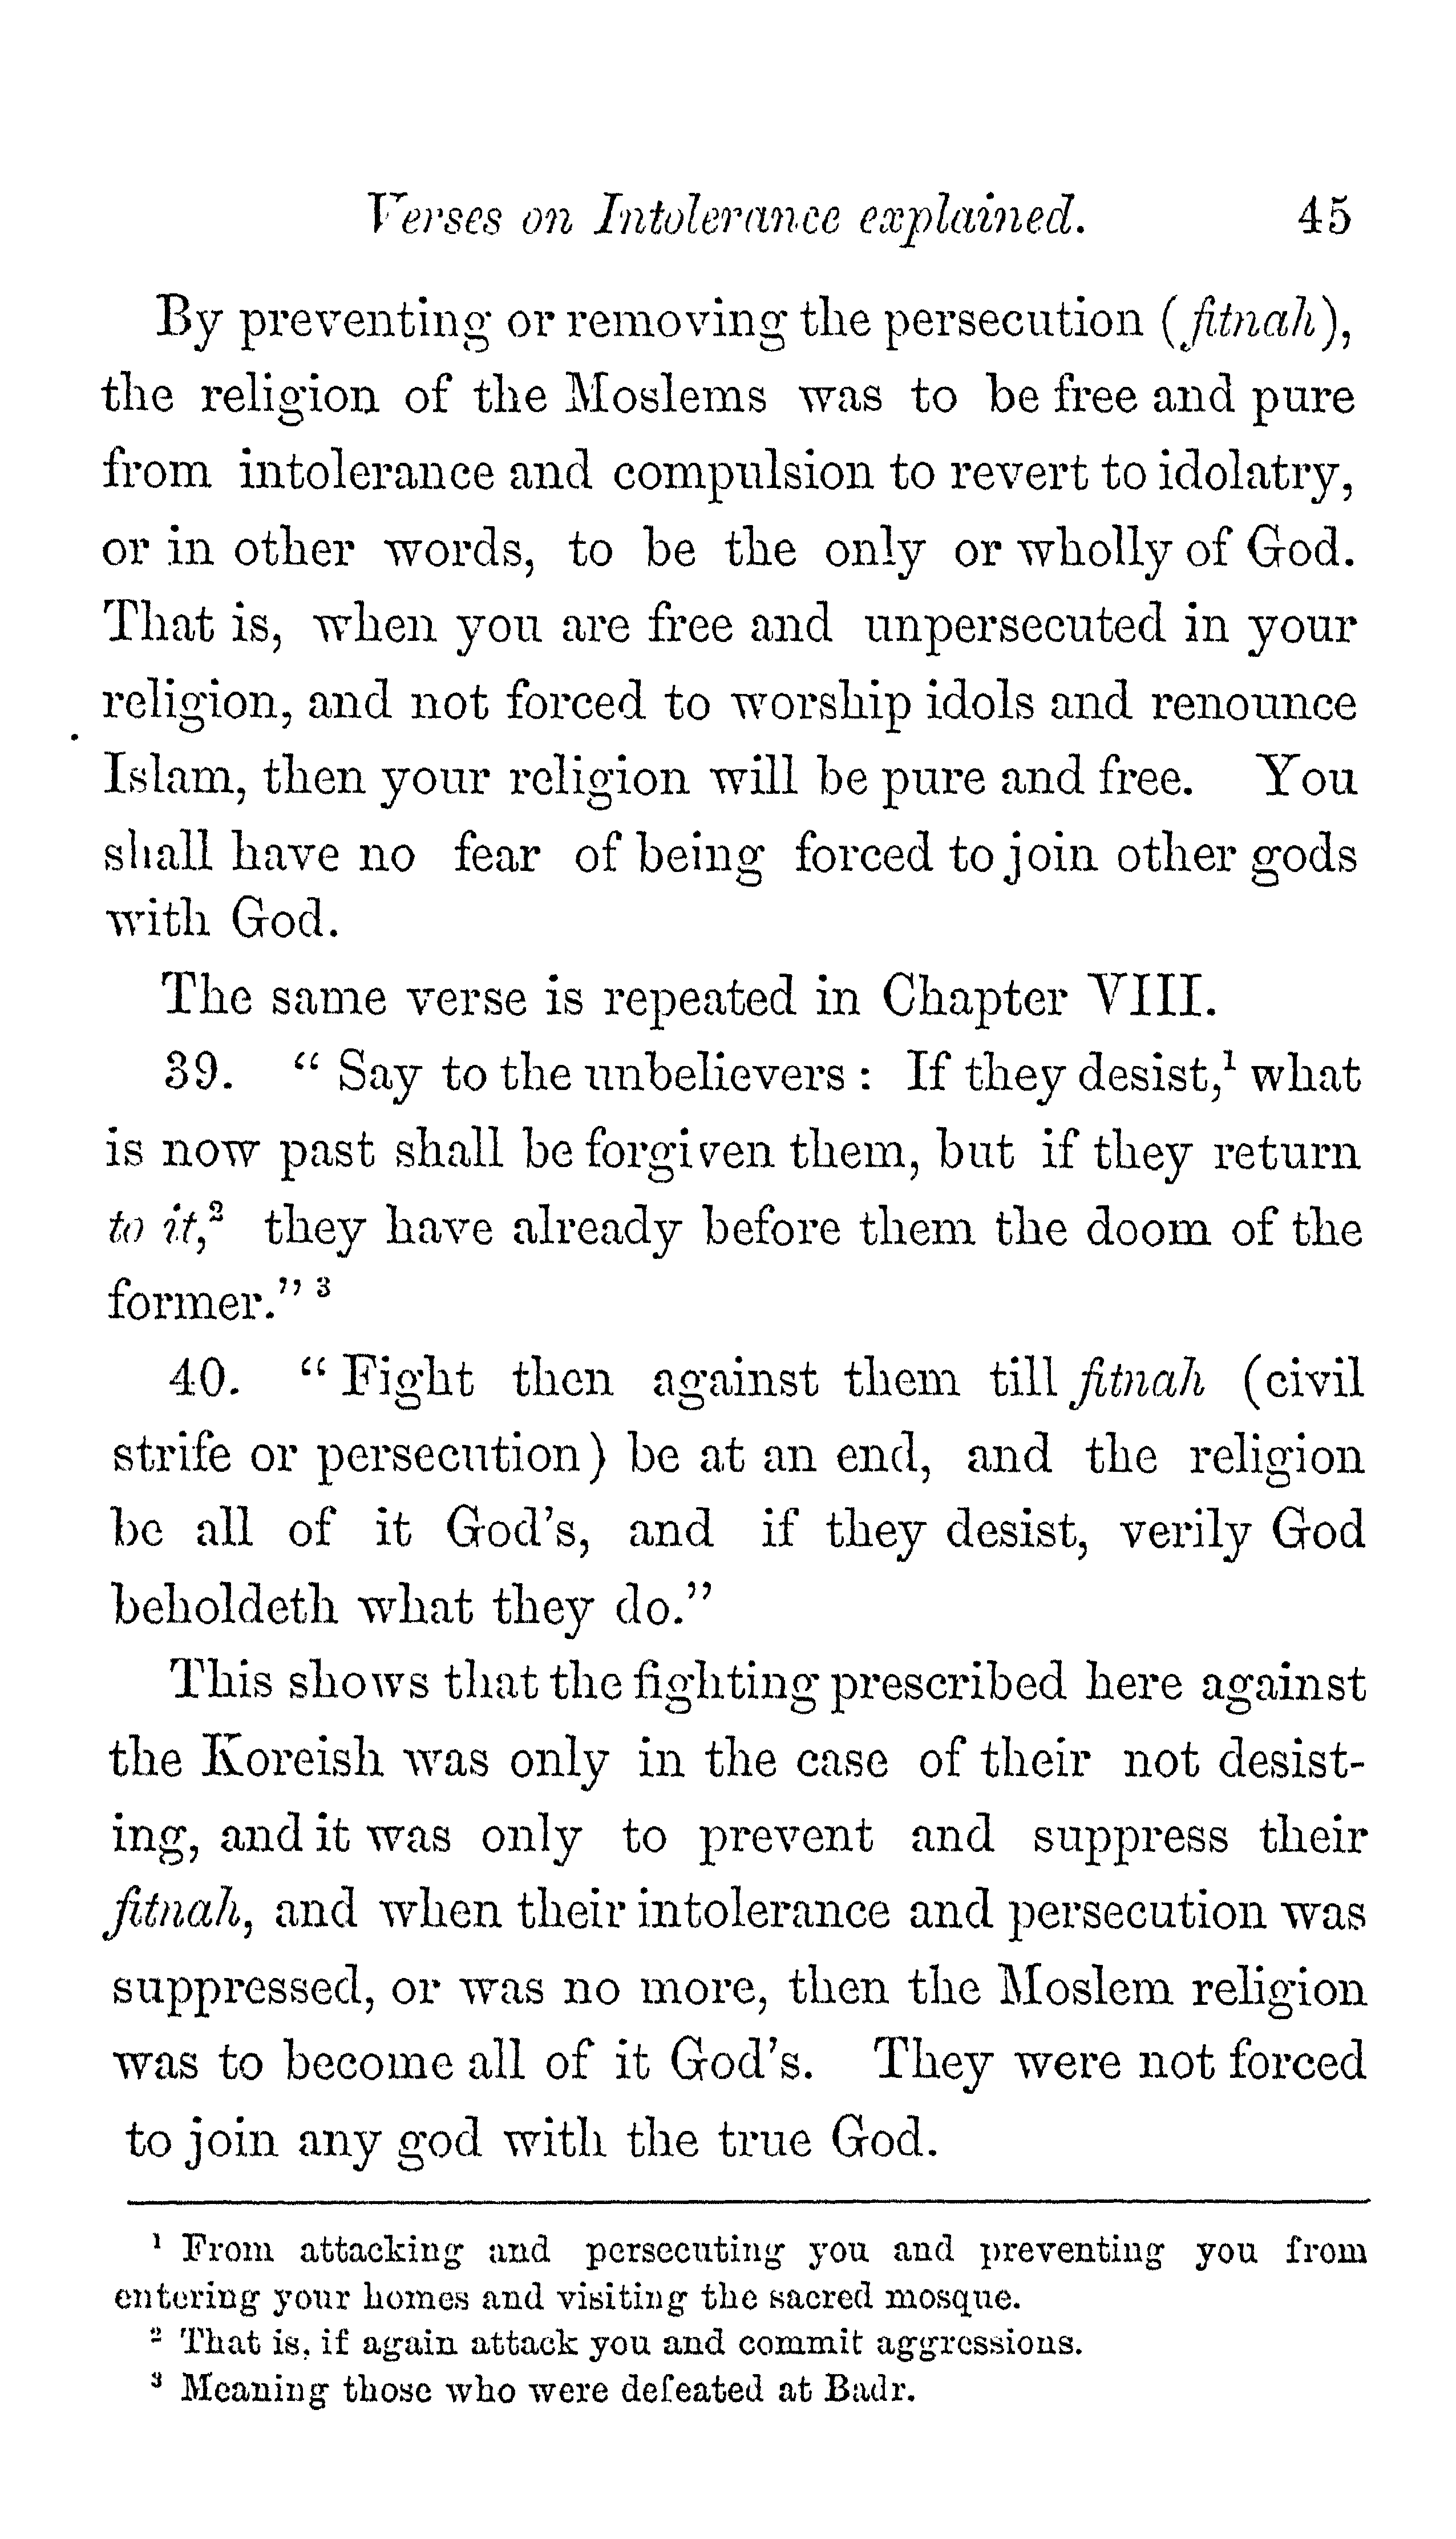 Verses on Intolerance explained. 45
By preventing or removing the persecution (fitnah),
the religion of the Moslems was to be free and pure
from intolerance and compulsion to revert to idolatry,
or in other words, to be the only or wholly of God.
That is, when you are free and unpersecuted in your
religion, and not forced to worship idols and renounce
Islam, then your religion will be pure and free. You
shall have no fear of being forced to join other gods
with God.
The same verse is repeated in Chapter VIII.
39. “ Say to the unbelievers : If they desist,¹ what
is now past shall be forgiven them, but if they return
to it,² they have already before them the doom of the
former.” ³
40. “ Fight then against them till fitnah (civil
strife or persecution) be at an end, and the religion
be all of it God’s, and if they desist, verily God
beholdeth what they do.”
This shows that the fighting prescribed here against
the Koreish was only in the case of their not desist-
ing, and it was only to prevent and suppress their
fitnah, and when their intolerance and persecution was
suppressed, or was no more, then the Moslem religion
was to become all of it God’s. They were not forced
to join any god with the true God.
¹ From attacking and persecuting you and preventing you from
entering your homes and visiting the sacred mosque.
² That is, if again attack you and commit aggressions.
³ Meaning those who were defeated at Badr.